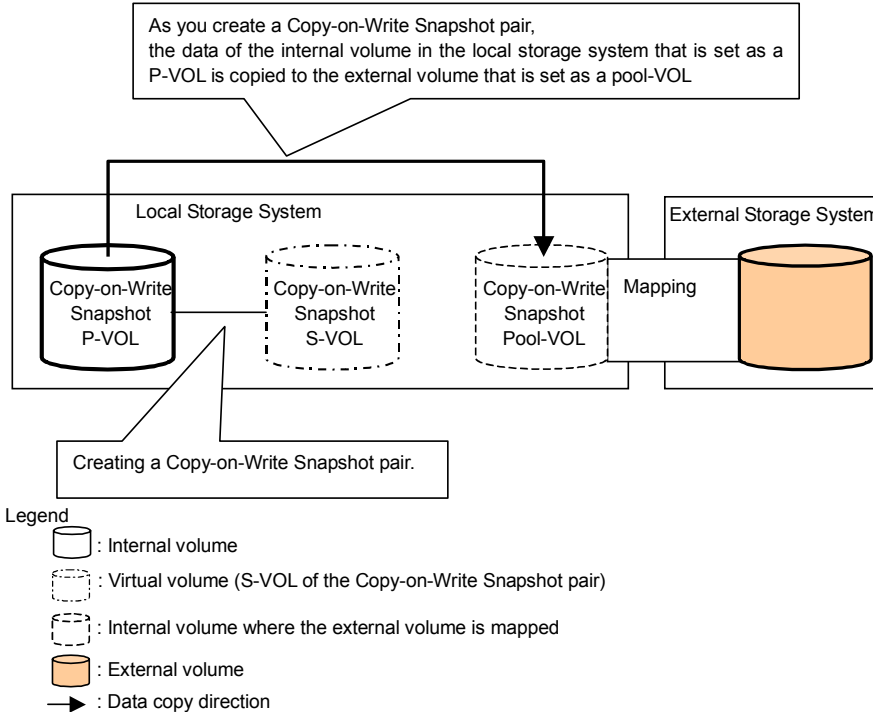 As you create a Copy-on-Write Snapshot pair,
the data of the internal volume in the local storage system that is set as a
P-VOL is copied to the external volume that is set as a pool-VOL
Local Storage System
External Storage System
Copy-on-Write
Snapshot
P-VOL
Copy-on-Write
Snapshot
S-VOL
Copy-on-Write
Snapshot
Pool-VOL
Mapping
Creating a Copy-on-Write Snapshot pair.
Legend
: Internal volume
: Virtual volume (S-VOL of the Copy-on-Write Snapshot pair)
: Internal volume where the external volume is mapped
: External volume
: Data copy direction